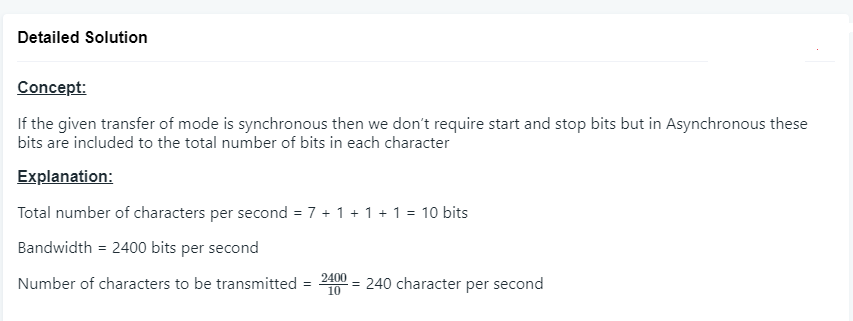 Detailed Solution
Concept:
If the given transfer of mode is synchronous then we don't require start and stop bits but in Asynchronous these
bits are included to the total number of bits in each character
Explanation:
Total number of characters per second = 7 + 1 + 1 + 1 = 10 bits
Bandwidth = 2400 bits per second
Number of characters to be transmitted = 2400/10 = 240 character per second